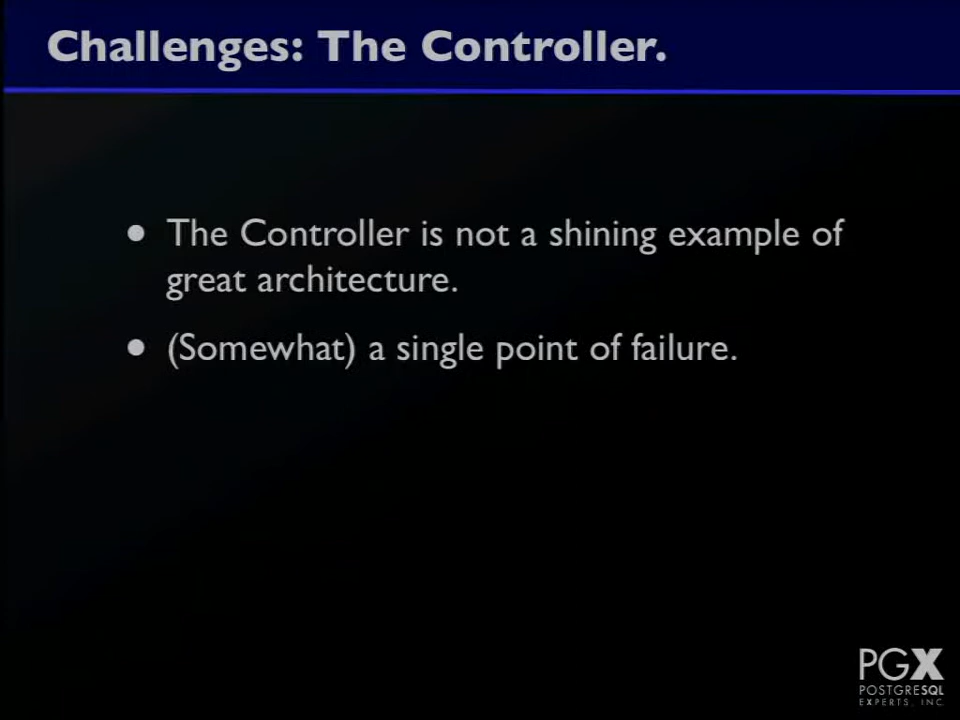 Challenges: The Controller.
• The Controller is not a shining example of
great architecture.
• (Somewhat) a single point of failure.
PGX
POSTGRESQL
EXPERTS, INC.